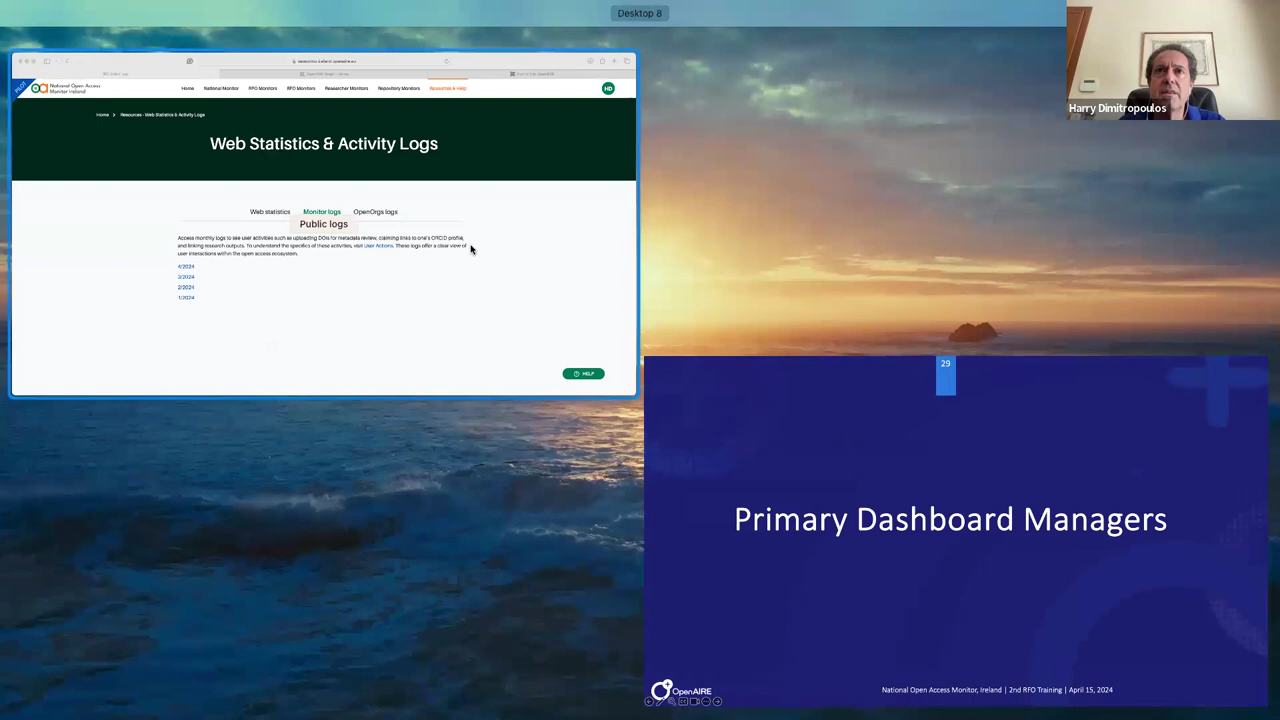 Desktop 8
Harry Dimitropoulos
PILOT
National Open Access
Monitor Ireland
Home National Monitor RPO Monitors RFO Monitors Researcher Monitors Repository Monitors Resources & Help
HD
Home > Resources - Web Statistics & Activity Logs
Web Statistics & Activity Logs
Web statistics Monitor logs OpenOrgs logs
Public logs
Access monthly logs to see user activities such as uploading DOIs for metadata review, claiming links to one's ORCID profile,
and linking research outputs. To understand the specifics of these activities, visit User Actions. These logs offer a clear view of
user interactions within the open access ecosystem.
4/2024
3/2024
2/2024
1/2024
HELP
29
Primary Dashboard Managers
OpenAIRE
National Open Access Monitor, Ireland | 2nd RFO Training | April 15, 2024